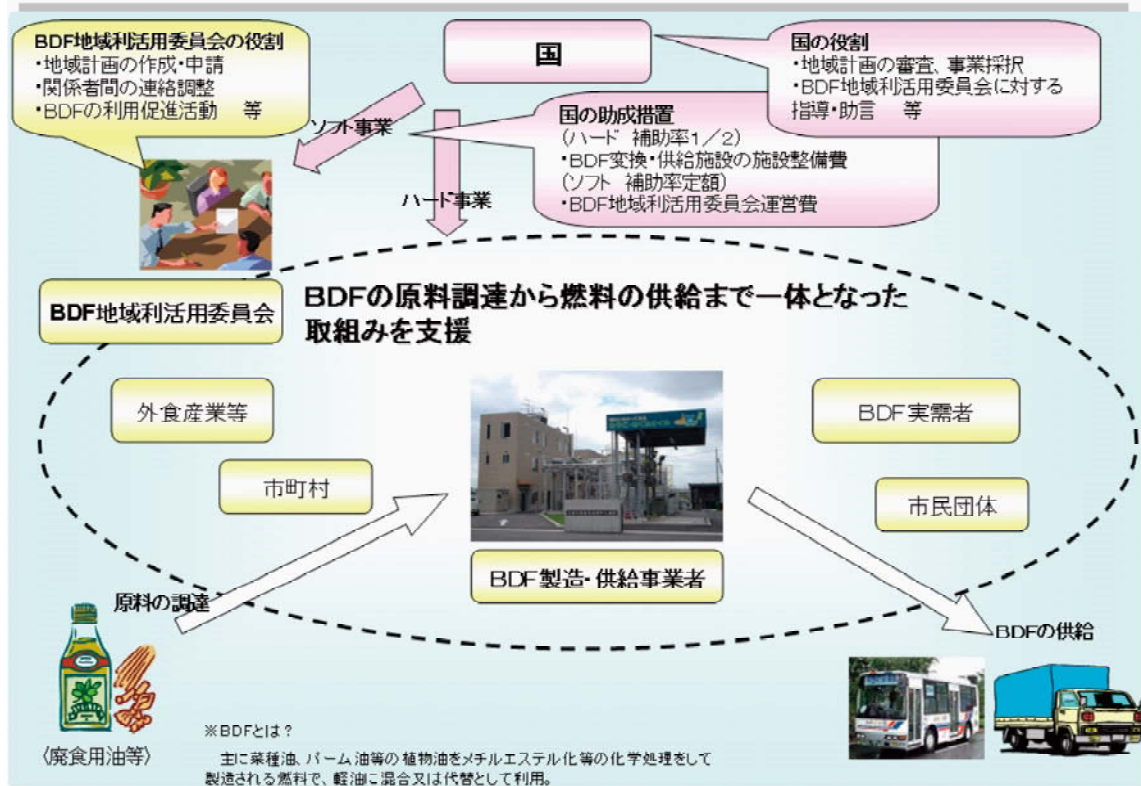 BDF地域利活用委員会の役割
・地域計画の作成・申請
・関係者間の連絡調整
・BDFの利用促進活動 等
国
国の役割
・地域計画の審査、事業採択
・BDF地域利活用委員会に対する
指導・助言 等
ソフト事業
ハード事業
国の助成措置
(ハード 補助率1/2)
・BDF変換・供給施設の施設整備費
(ソフト 補助率定額)
・BDF地域利活用委員会運営費
BDF地域利活用委員会
BDFの原料調達から燃料の供給まで一体となった
取組みを支援
外食産業等
市町村
BDF実需者
市民団体
BDF製造・供給事業者
原料の調達
BDFの供給
〈廃食用油等〉
※BDFとは?
主に菜種油、パーム油等の植物油をメチルエステル化等の化学処理をして
製造される燃料で、軽油に混合又は代替として利用。